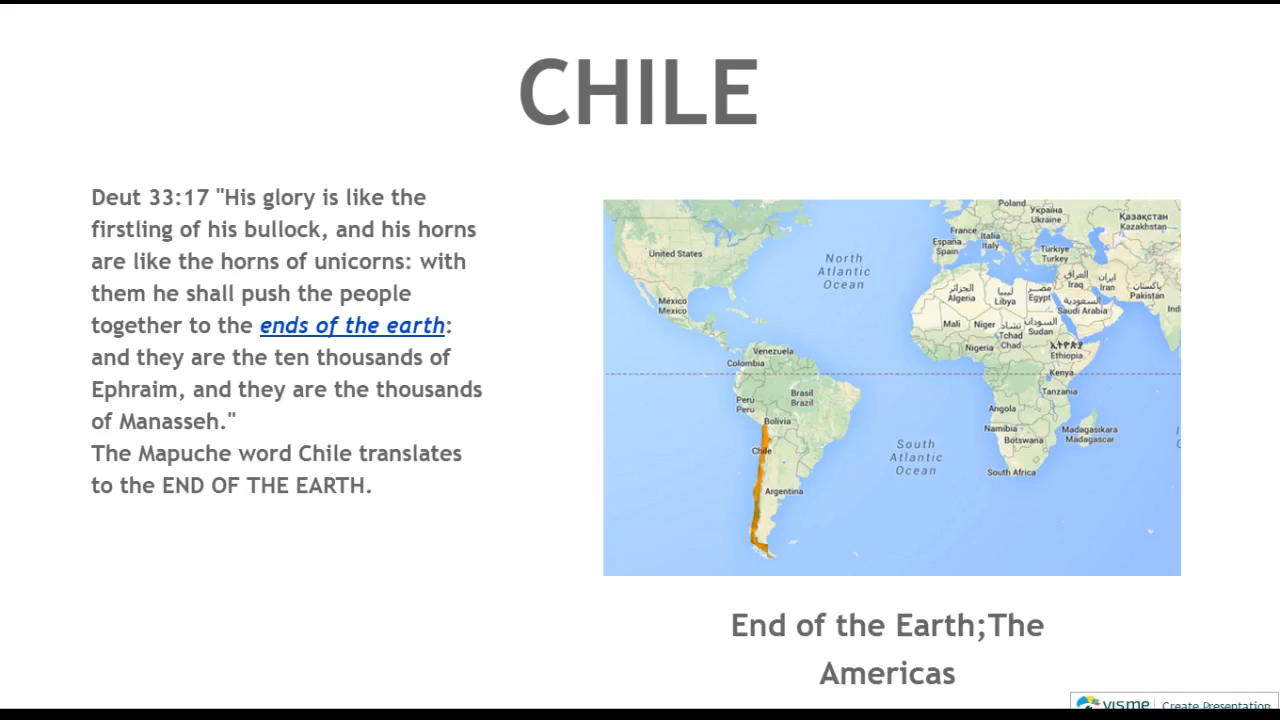 CHILE
Deut 33:17 "His glory is like the
firstling of his bullock, and his horns
are like the horns of unicorns: with
them he shall push the people
together to the ends of the earth:
and they are the ten thousands of
Ephraim, and they are the thousands
of Manasseh."
The Mapuche word Chile translates
to the END OF THE EARTH.
Poland
Україна
Ukraine
Қазақстан
Kazakhstan
France
Italia
Italy
España
Spain
Türkiye
Turkey
United States
North
Atlantic
Ocean
العراق
Iraq
ایران
Iran
پاکستان
Pakistan
الجزائر
Algeria
ليبيا
Libya
مصر
Egypt
السعودية
Saudi Arabia
Ind
México
Mexico
Mali
Niger
تشاد
Tchad
Chad
السودان
Sudan
Nigeria
ኢትዮጵያ
Ethiopia
Venezuela
Colombia
Kenya
Tanzania
Perú
Peru
Brasil
Brazil
Bolivia
Angola
Namibia
Botswana
Madagasikara
Madagascar
Chile
South
Atlantic
Ocean
South Africa
Argentina
End of the Earth;The
Americas
visme
Create Presentation